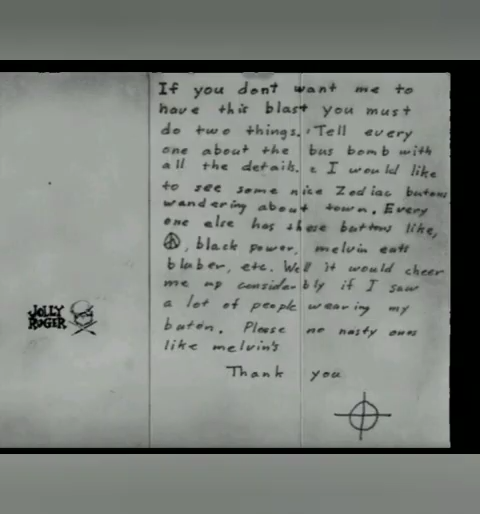 If you dont want me to
have this blast you must
do two things. 1 Tell every
one about the bus bomb with
all the details. 2 I would like
to see some nice Zodiac butons
wandering about town. Every
one else has these buttons like,
☮, black power, melvin eats
bluber, etc. Well it would cheer
me up considerbly if I saw
a lot of people wearing my
buton. Please no nasty ones
like melvin's
Thank you
JOLLY
ROGER